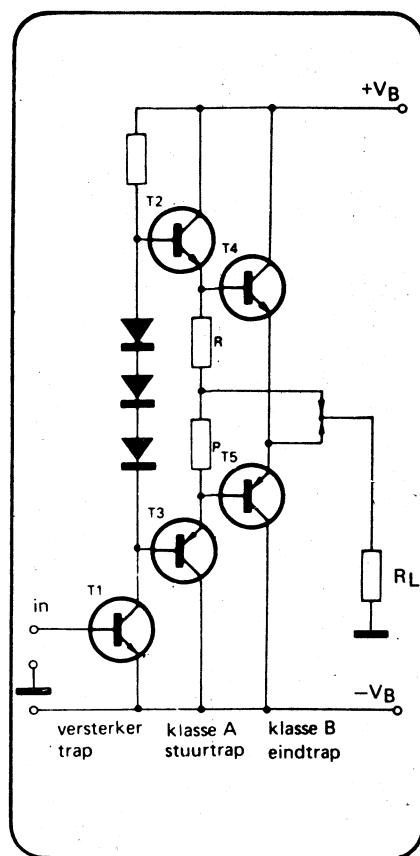 +VB
T2
T4
R
R
T5
T3
T1
in
RL
−VB
versterker
trap
klasse A
stuurtrap
klasse B
eindtrap